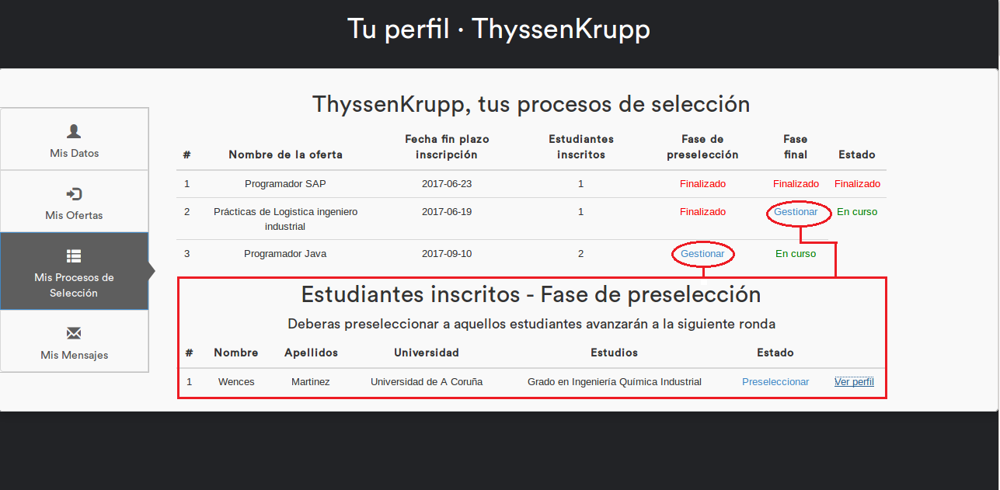 Tu perfil · ThyssenKrupp
ThyssenKrupp, tus procesos de selección
Mis Datos
Mis Ofertas
Mis Procesos de
Selección
Mis Mensajes
# Nombre de la oferta Fecha fin plazo inscripción Estudiantes inscritos Fase de preselección Fase final Estado
1 Programador SAP 2017-06-23 1 Finalizado Finalizado Finalizado
2 Prácticas de Logistica ingeniero industrial 2017-06-19 1 Finalizado Gestionar En curso
3 Programador Java 2017-09-10 2 Gestionar En curso
Estudiantes inscritos - Fase de preselección
Deberas preseleccionar a aquellos estudiantes avanzarán a la siguiente ronda
# Nombre Apellidos Universidad Estudios Estado
1 Wences Martinez Universidad de A Coruña Grado en Ingeniería Química Industrial Preseleccionar Ver perfil